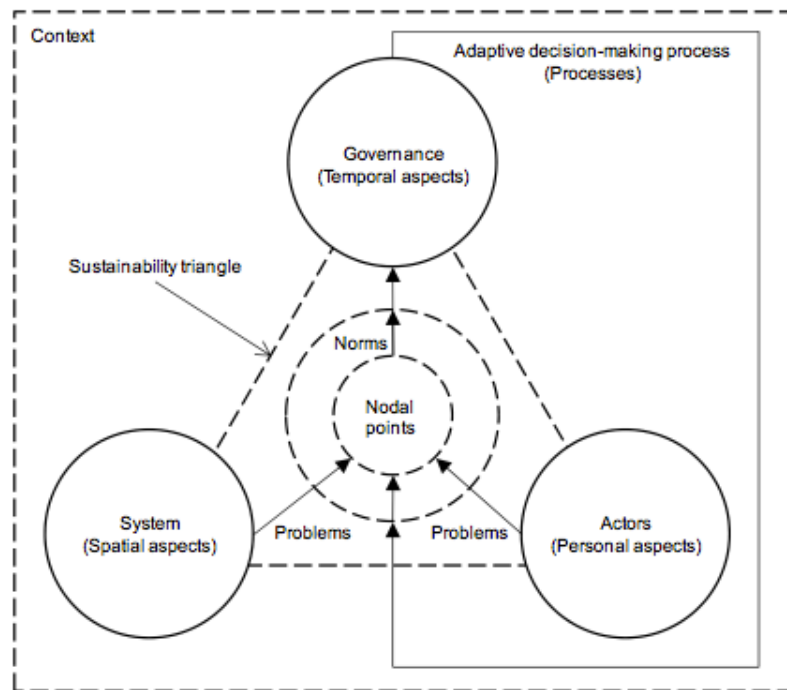 Context
Adaptive decision-making process
(Processes)
Governance
(Temporal aspects)
Sustainability triangle
Norms
Nodal
points
System
(Spatial aspects)
Problems
Problems
Actors
(Personal aspects)